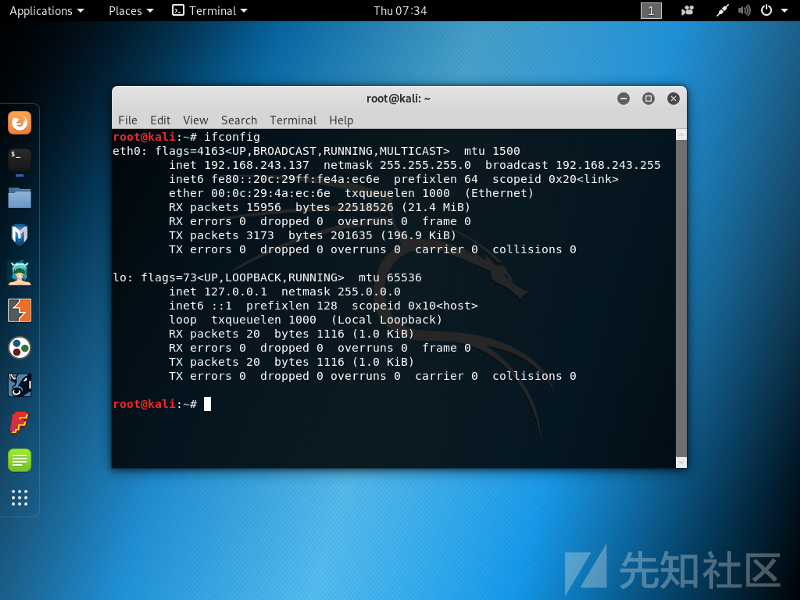 Applications Places Terminal Thu 07:34 1
root@kali: ~
File Edit View Search Terminal Help
root@kali:~# ifconfig
eth0: flags=4163<UP,BROADCAST,RUNNING,MULTICAST>  mtu 1500
        inet 192.168.243.137  netmask 255.255.255.0  broadcast 192.168.243.255
        inet6 fe80::20c:29ff:fe4a:ec6e  prefixlen 64  scopeid 0x20<link>
        ether 00:0c:29:4a:ec:6e  txqueuelen 1000  (Ethernet)
        RX packets 15956  bytes 22518526 (21.4 MiB)
        RX errors 0  dropped 0  overruns 0  frame 0
        TX packets 3173  bytes 201635 (196.9 KiB)
        TX errors 0  dropped 0 overruns 0  carrier 0  collisions 0
lo: flags=73<UP,LOOPBACK,RUNNING>  mtu 65536
        inet 127.0.0.1  netmask 255.0.0.0
        inet6 ::1  prefixlen 128  scopeid 0x10<host>
        loop  txqueuelen 1000  (Local Loopback)
        RX packets 20  bytes 1116 (1.0 KiB)
        RX errors 0  dropped 0  overruns 0  frame 0
        TX packets 20  bytes 1116 (1.0 KiB)
        TX errors 0  dropped 0 overruns 0  carrier 0  collisions 0
root@kali:~#
先知社区